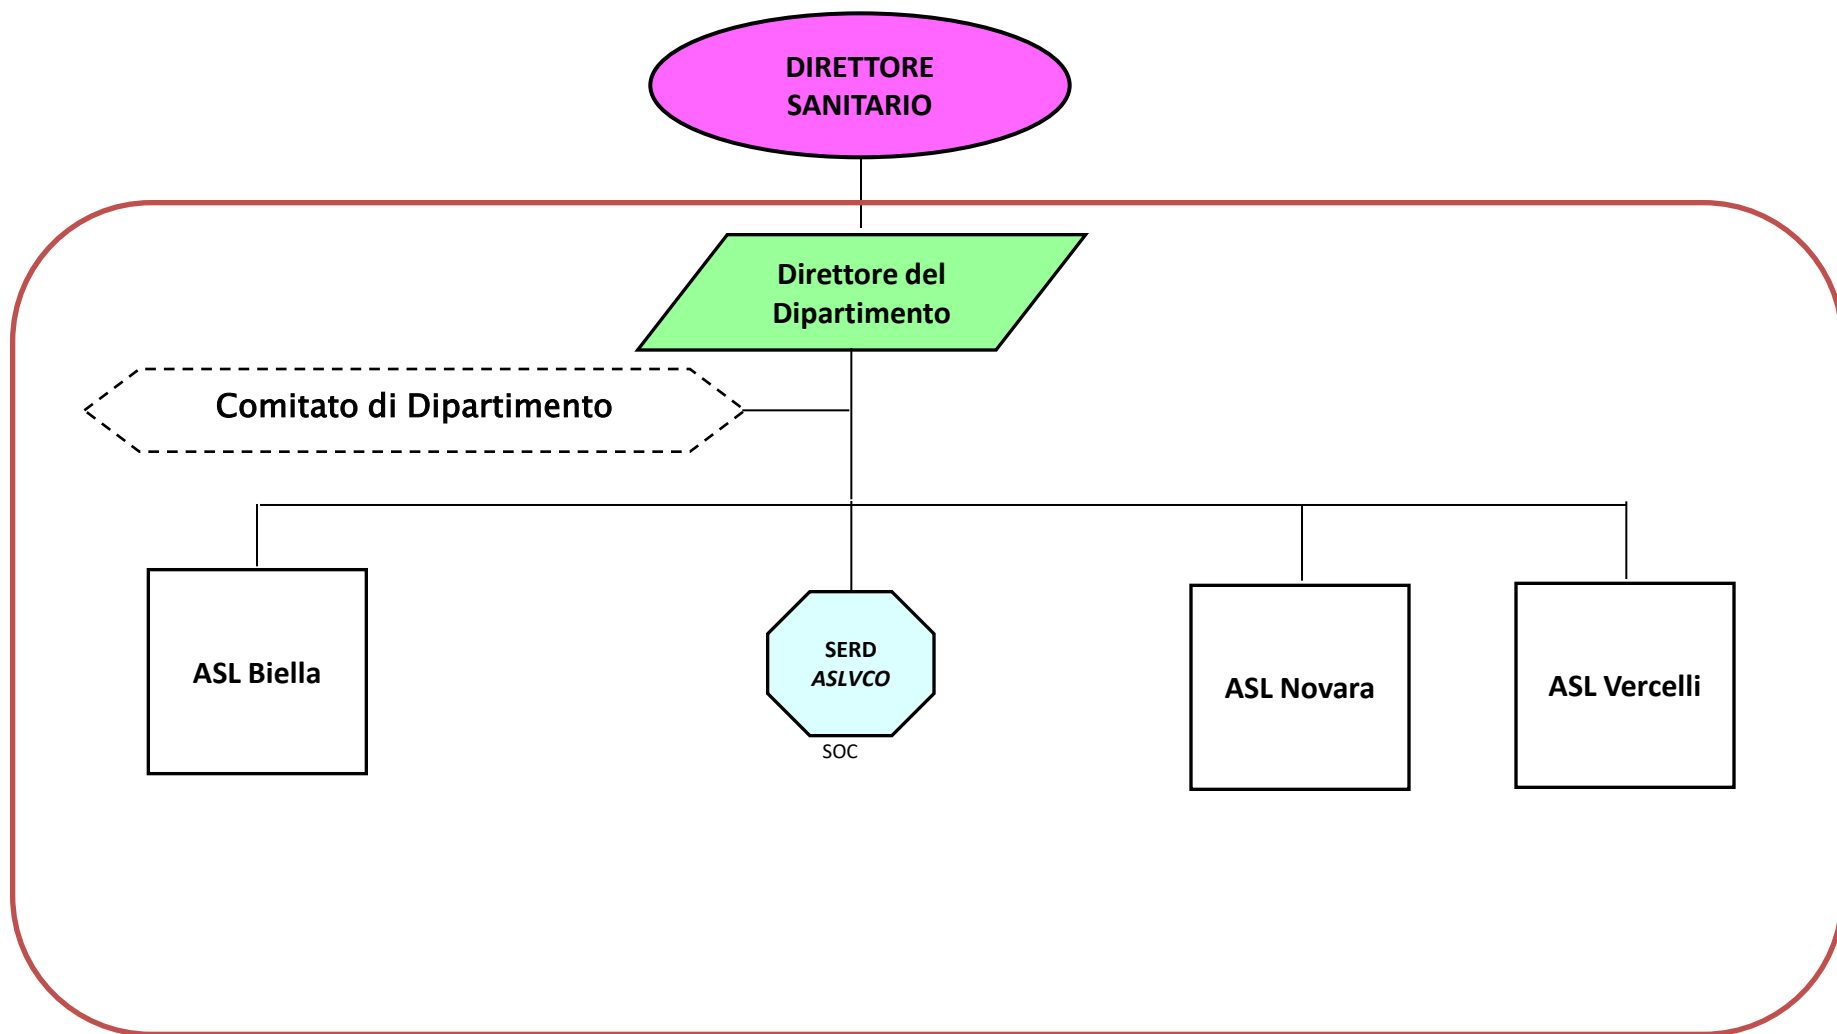 DIRETTORE
SANITARIO
Direttore del
Dipartimento
Comitato di Dipartimento
ASL Biella
SERD
ASLVCO
SOC
ASL Novara
ASL Vercelli